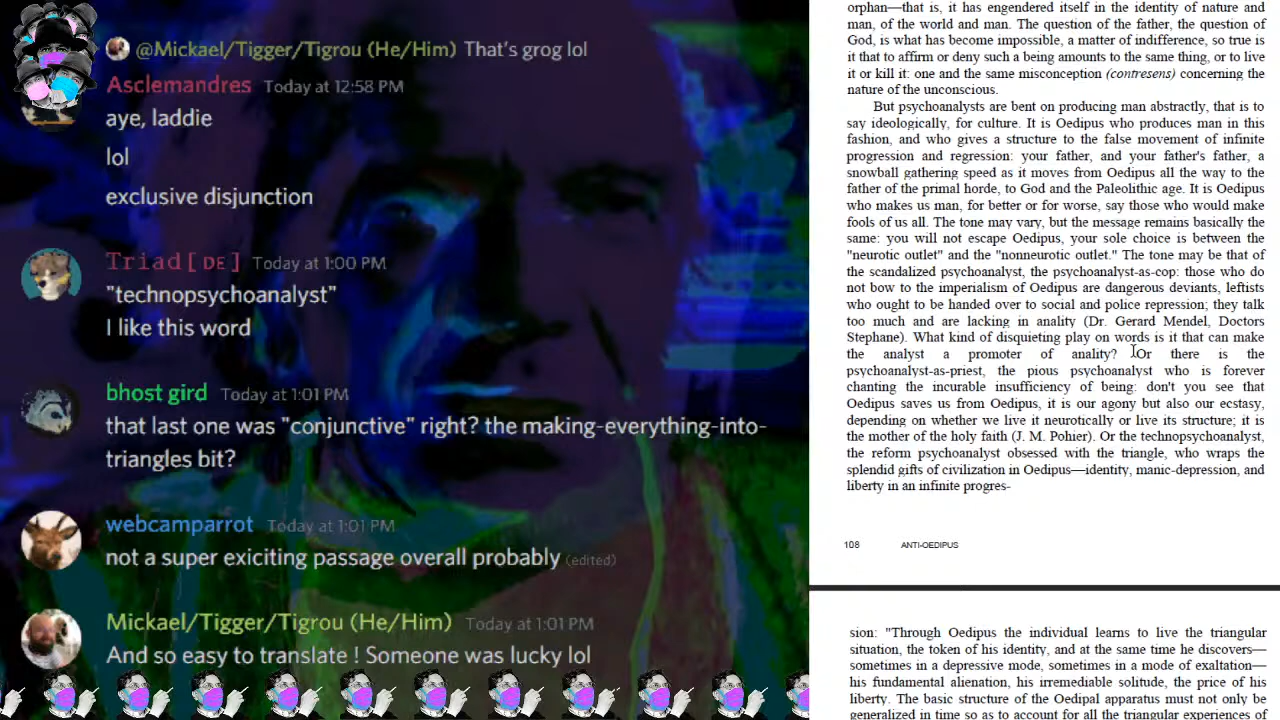 @Mickael/Tigger/Tigrou (He/Him) That's grog lol
Asclemandres Today at 12:58 PM
aye, laddie
lol
exclusive disjunction
Triad[DE] Today at 1:00 PM
"technopsychoanalyst"
I like this word
bhost gird Today at 1:01 PM
that last one was "conjunctive" right? the making-everything-into-
triangles bit?
webcamparrot Today at 1:01 PM
not a super exiciting passage overall probably (edited)
Mickael/Tigger/Tigrou (He/Him) Today at 1:01 PM
And so easy to translate ! Someone was lucky lol
orphan—that is, it has engendered itself in the identity of nature and
man, of the world and man. The question of the father, the question of
God, is what has become impossible, a matter of indifference, so true is
it that to affirm or deny such a being amounts to the same thing, or to live
it or kill it: one and the same misconception (contresens) concerning the
nature of the unconscious.
But psychoanalysts are bent on producing man abstractly, that is to
say ideologically, for culture. It is Oedipus who produces man in this
fashion, and who gives a structure to the false movement of infinite
progression and regression: your father, and your father's father, a
snowball gathering speed as it moves from Oedipus all the way to the
father of the primal horde, to God and the Paleolithic age. It is Oedipus
who makes us man, for better or for worse, say those who would make
fools of us all. The tone may vary, but the message remains basically the
same: you will not escape Oedipus, your sole choice is between the
"neurotic outlet" and the "nonneurotic outlet." The tone may be that of
the scandalized psychoanalyst, the psychoanalyst-as-cop: those who do
not bow to the imperialism of Oedipus are dangerous deviants, leftists
who ought to be handed over to social and police repression; they talk
too much and are lacking in anality (Dr. Gerard Mendel, Doctors
Stephane). What kind of disquieting play on words is it that can make
the analyst a promoter of anality? Or there is the
psychoanalyst-as-priest, the pious psychoanalyst who is forever
chanting the incurable insufficiency of being: don't you see that
Oedipus saves us from Oedipus, it is our agony but also our ecstasy,
depending on whether we live it neurotically or live its structure; it is
the mother of the holy faith (J. M. Pohier). Or the technopsychoanalyst,
the reform psychoanalyst obsessed with the triangle, who wraps the
splendid gifts of civilization in Oedipus—identity, manic-depression, and
liberty in an infinite progres-
108 ANTI-OEDIPUS
sion: "Through Oedipus the individual learns to live the triangular
situation, the token of his identity, and at the same time he discovers—
sometimes in a depressive mode, sometimes in a mode of exaltation—
his fundamental alienation, his irremediable solitude, the price of his
liberty. The basic structure of the Oedipal apparatus must not only be
generalized in time so as to account for all the triangular experiences of